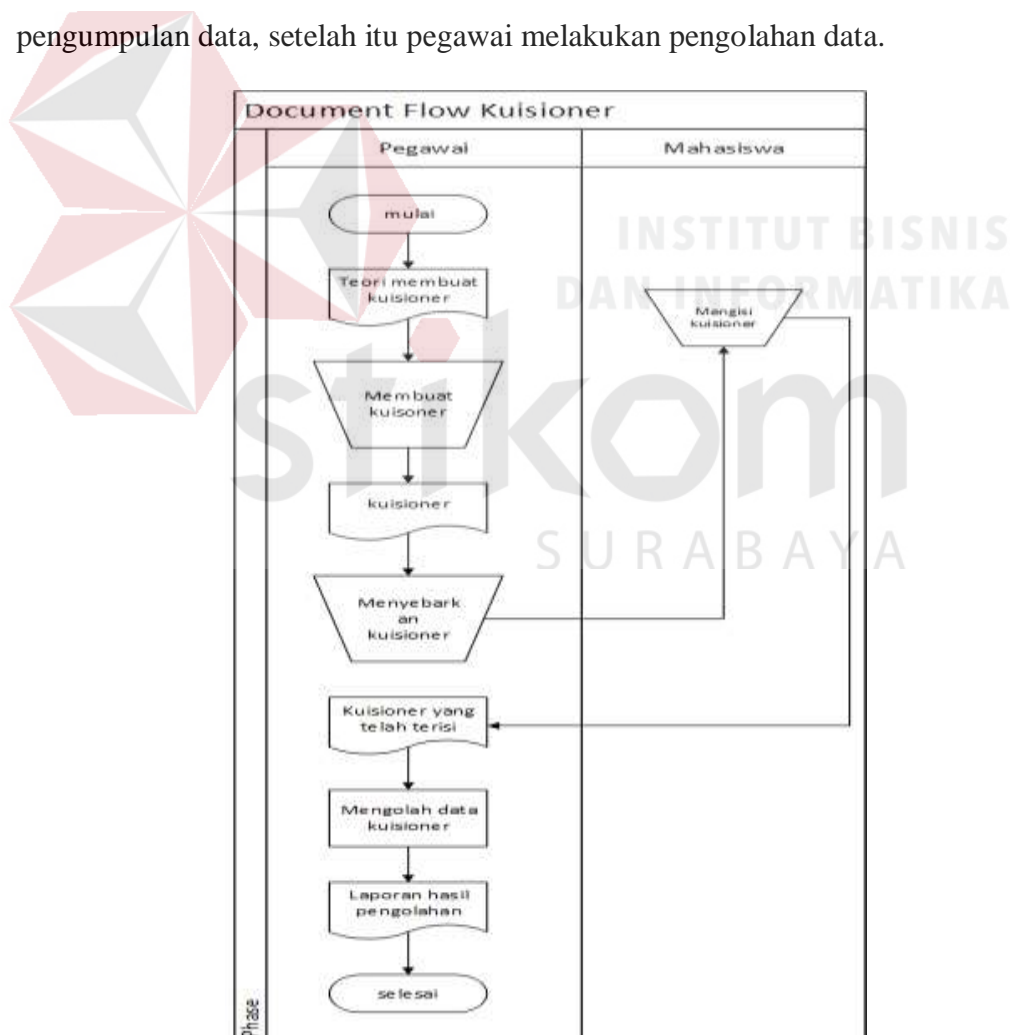 pengumpulan data, setelah itu pegawai melakukan pengolahan data.
Document Flow Kuisioner
Pegawai
Mahasiswa
mulai
INSTITUT BISNIS
DAN INFORMATIKA
Teori membuat
kuisioner
Mangisi
kuisioner
Membuat
kuisoner
stikom
kuisioner
SURABAYA
Menyebark
an
kuisioner
Kuisioner yang
telah terisi
Mengolah data
kuisioner
Laporan hasil
pengolahan
selesai
Phase